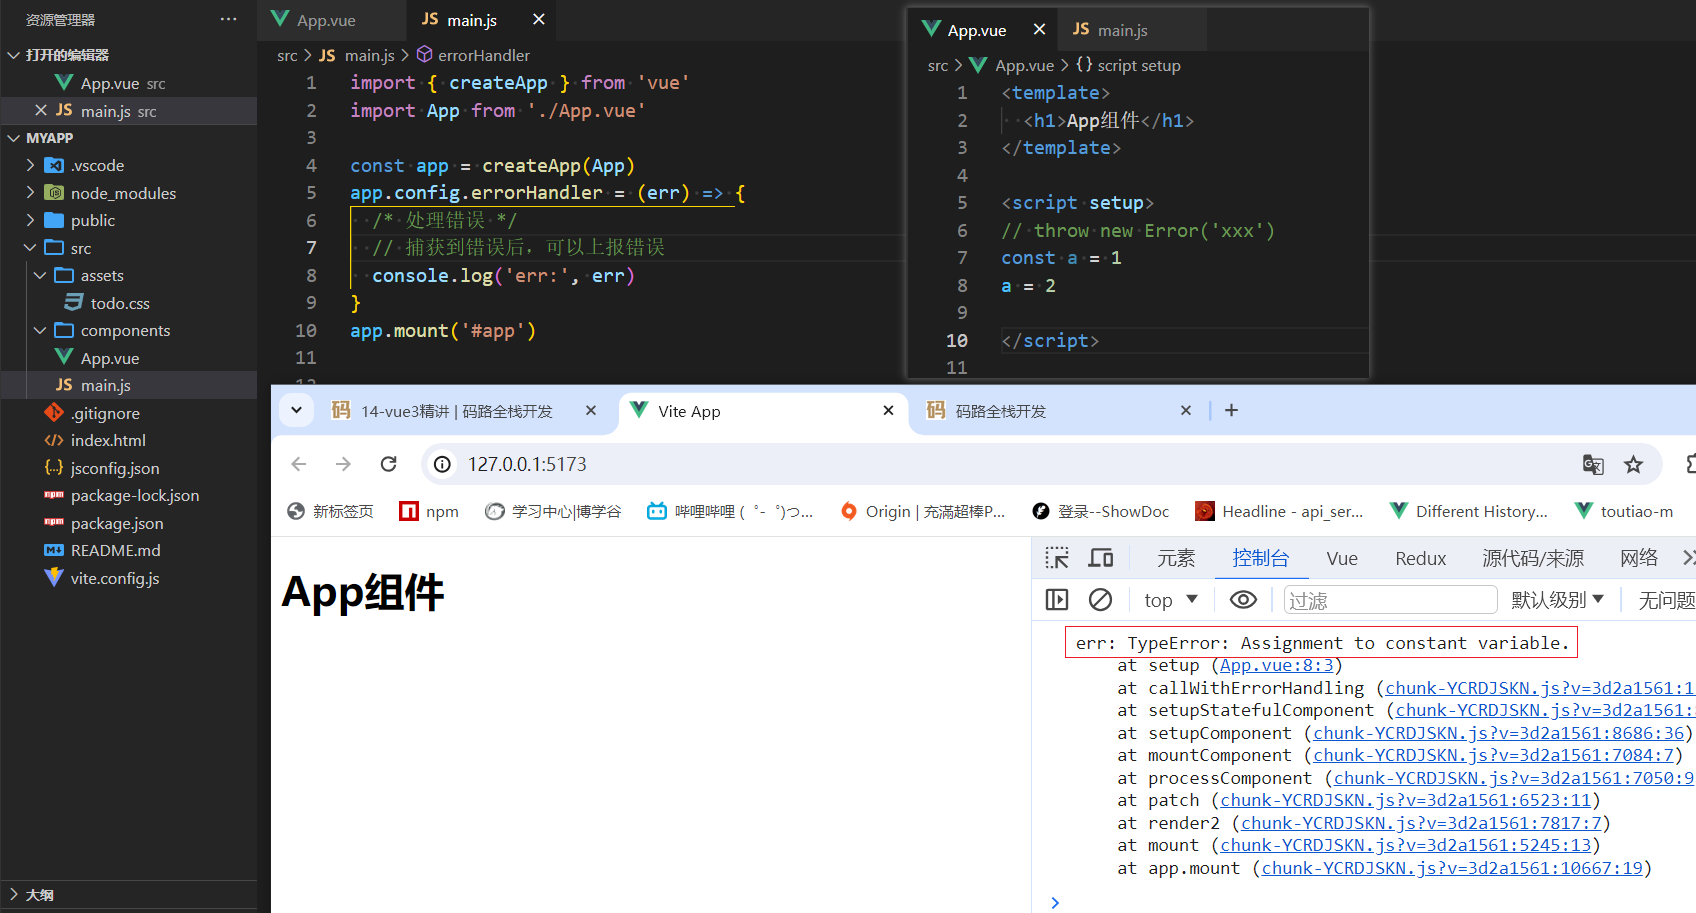 资源管理器
打开的编辑器
App.vue src
main.js src
MYAPP
.vscode
node_modules
public
src
assets
todo.css
components
App.vue
main.js
.gitignore
index.html
jsconfig.json
package-lock.json
package.json
README.md
vite.config.js
大纲
App.vue
JS main.js
src > JS main.js > errorHandler
1 import { createApp } from 'vue'
2 import App from './App.vue'
3
4 const app = createApp(App)
5 app.config.errorHandler = (err) => {
6 /* 处理错误 */
7 // 捕获到错误后，可以上报错误
8 console.log('err:', err)
9 }
10 app.mount('#app')
11
App.vue
JS main.js
src > App.vue > {} script setup
1 <template>
2 <h1>App组件</h1>
3 </template>
4
5 <script setup>
6 // throw new Error('xxx')
7 const a = 1
8 a = 2
9
10 </script>
11
14-vue3精讲 | 码路全栈开发
Vite App
码路全栈开发
127.0.0.1:5173
新标签页
npm
学习中心|博学谷
哔哩哔哩 (゜-゜)つ...
Origin | 充满超棒P...
登录--ShowDoc
Headline - api_ser...
Different History...
toutiao-m
App组件
元素 控制台 Vue Redux 源代码/来源 网络
top 过滤 默认级别 无问题
err: TypeError: Assignment to constant variable.
at setup (App.vue:8:3)
at callWithErrorHandling (chunk-YCRDJSKN.js?v=3d2a1561:1
at setupStatefulComponent (chunk-YCRDJSKN.js?v=3d2a1561:
at setupComponent (chunk-YCRDJSKN.js?v=3d2a1561:8686:36)
at mountComponent (chunk-YCRDJSKN.js?v=3d2a1561:7084:7)
at processComponent (chunk-YCRDJSKN.js?v=3d2a1561:7050:9
at patch (chunk-YCRDJSKN.js?v=3d2a1561:6523:11)
at render2 (chunk-YCRDJSKN.js?v=3d2a1561:7817:7)
at mount (chunk-YCRDJSKN.js?v=3d2a1561:5245:13)
at app.mount (chunk-YCRDJSKN.js?v=3d2a1561:10667:19)